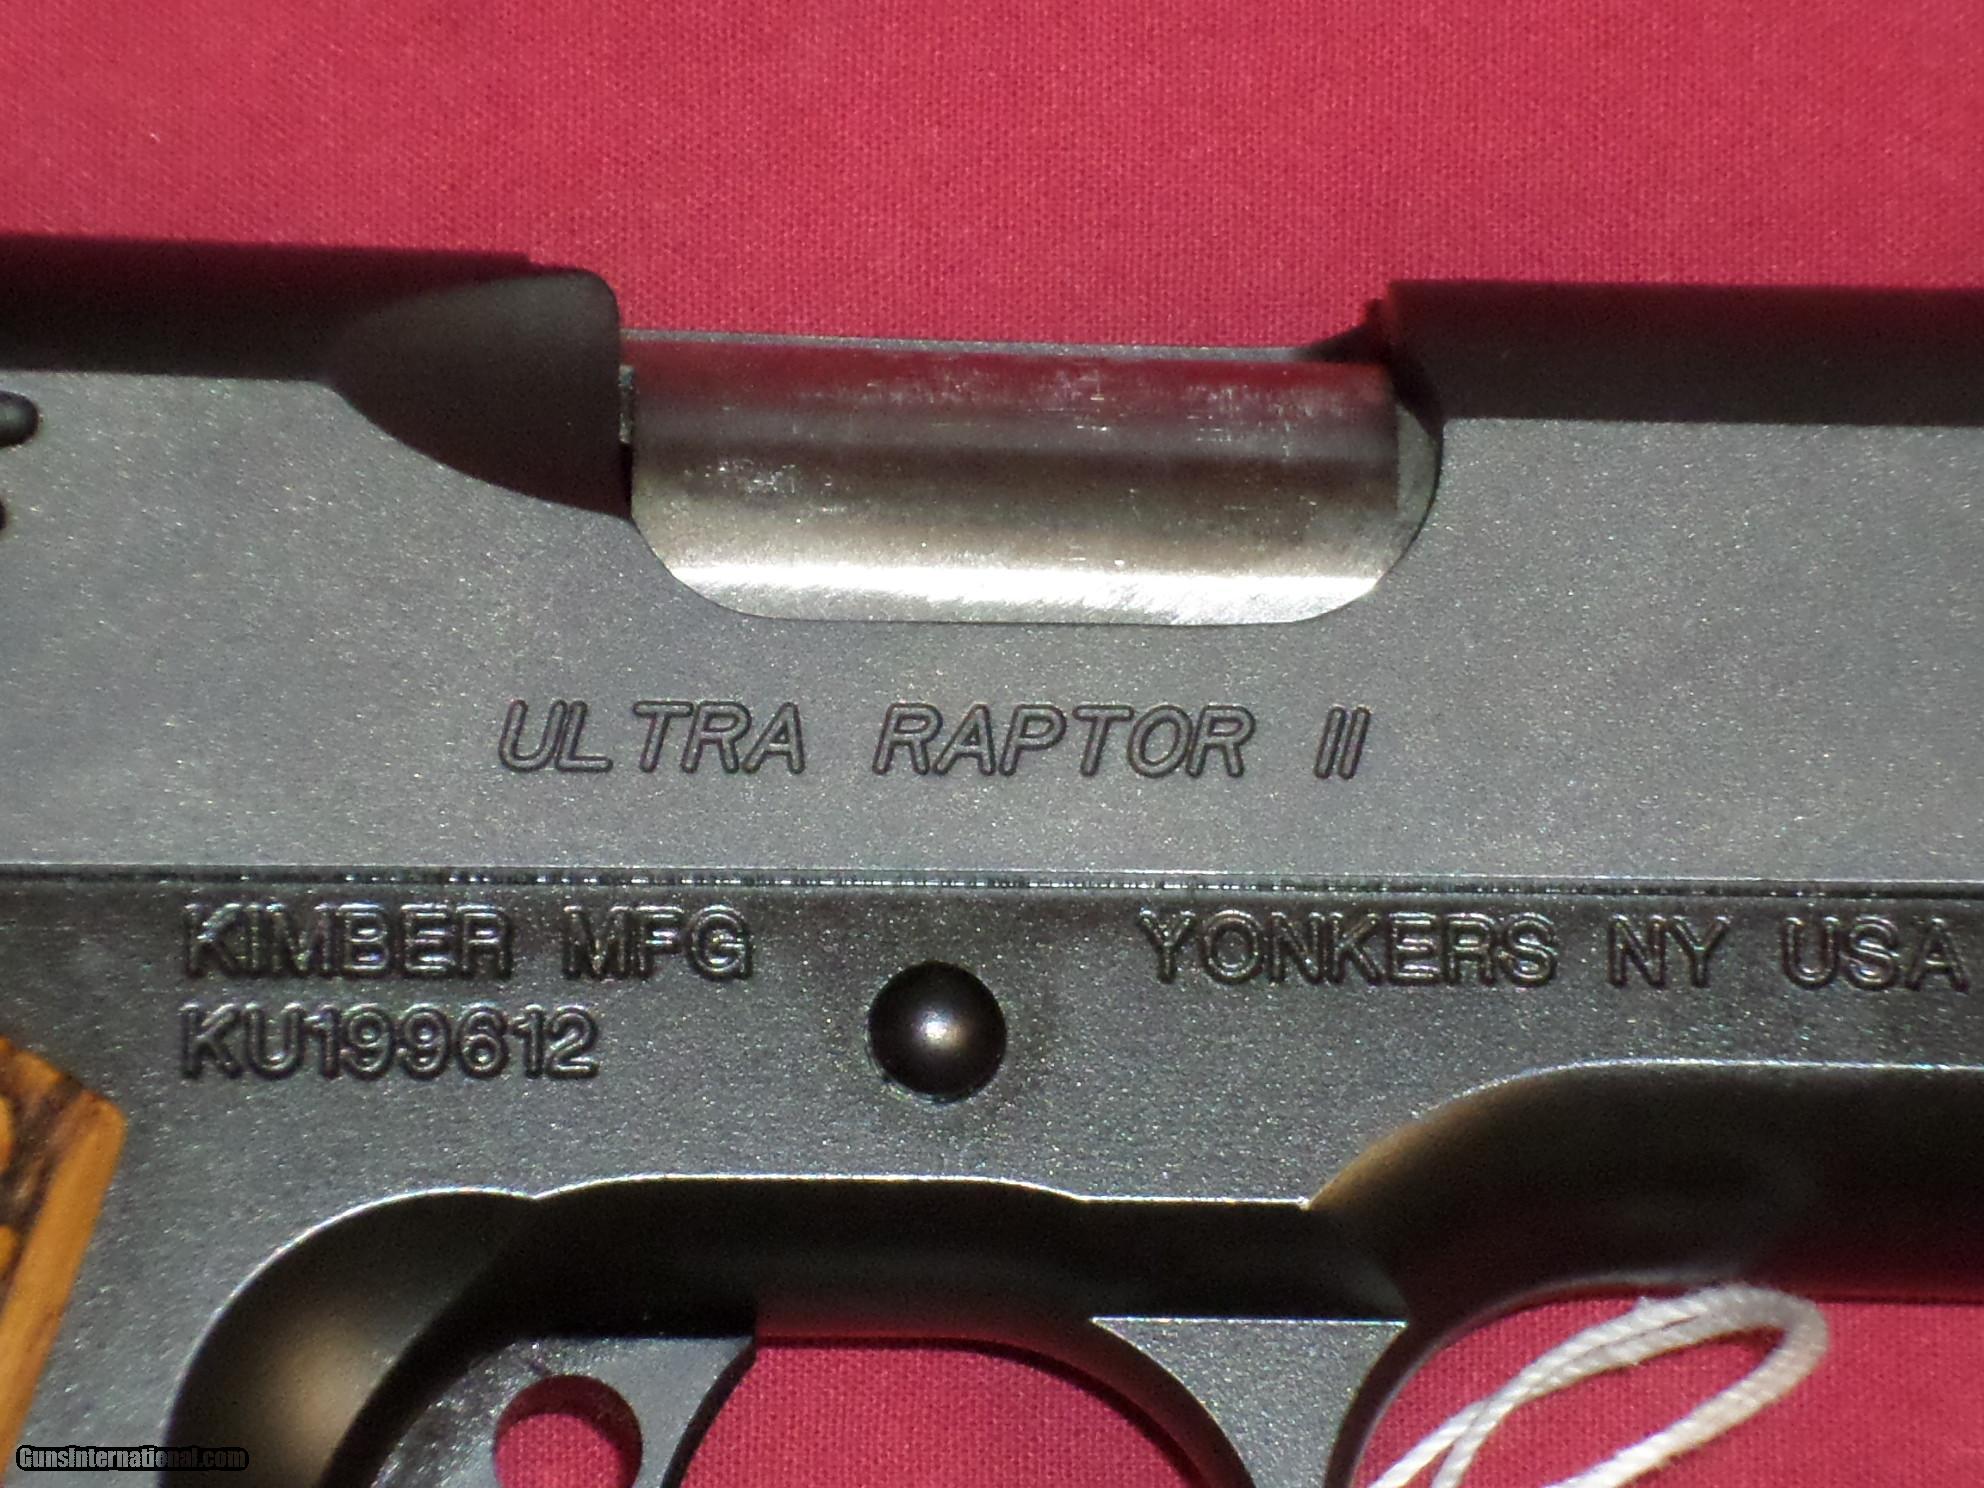 ULTRA RAPTOR II
KIMBER MFG
YONKERS NY USA
KU199612
GunsInternational.com